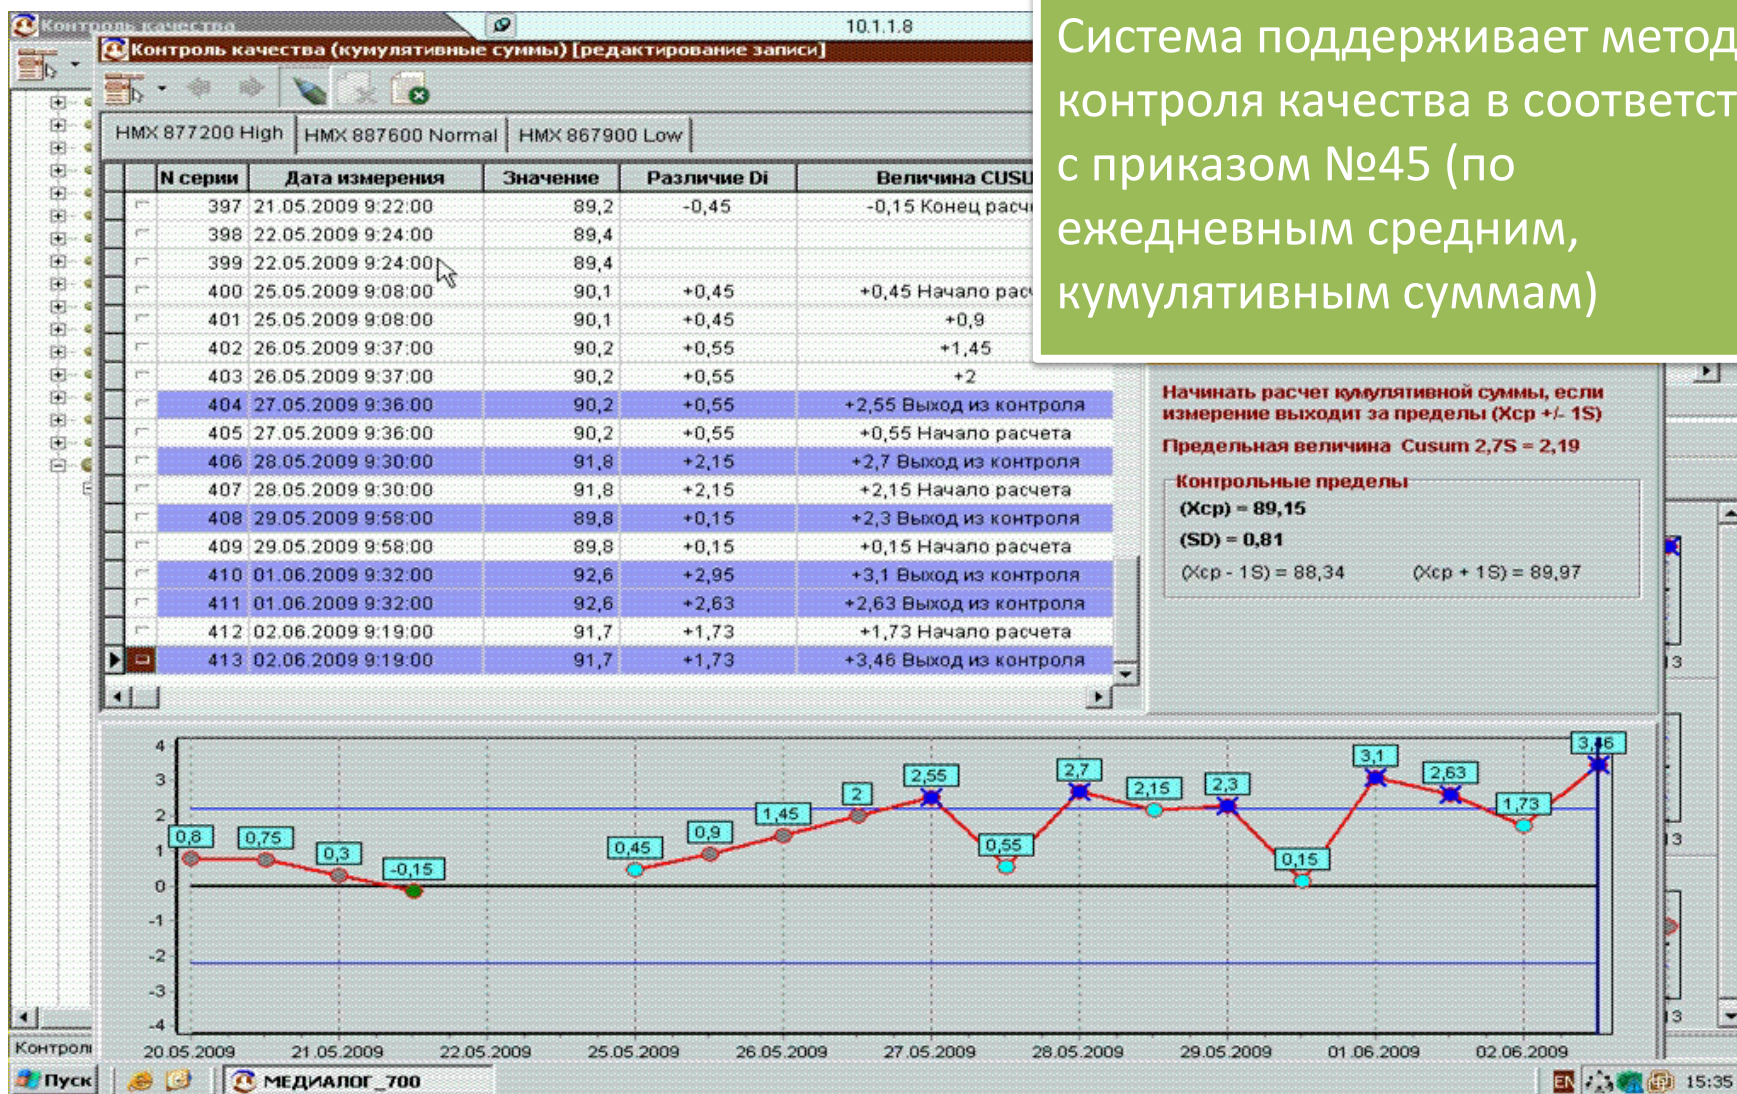 Контроль качества
10.1.1.8
Контроль качества (кумулятивные суммы) [редактирование записи]
Система поддерживает метод
контроля качества в соответст
с приказом №45 (по
ежедневным средним,
кумулятивным суммам)
HMX 877200 High HMX 887600 Normal HMX 867900 Low
N серии Дата измерения Значение Различие Di Величина CUSU
397 21.05.2009 9:22:00 89,2 -0,45 -0,15 Конец расч
398 22.05.2009 9:24:00 89,4
399 22.05.2009 9:24:00 89,4
400 25.05.2009 9:08:00 90,1 +0,45 +0,45 Начало рас
401 25.05.2009 9:08:00 90,1 +0,45 +0,9
402 26.05.2009 9:37:00 90,2 +0,55 +1,45
403 26.05.2009 9:37:00 90,2 +0,55 +2
404 27.05.2009 9:36:00 90,2 +0,55 +2,55 Выход из контроля
405 27.05.2009 9:36:00 90,2 +0,55 +0,55 Начало расчета
406 28.05.2009 9:30:00 91,8 +2,15 +2,7 Выход из контроля
407 28.05.2009 9:30:00 91,8 +2,15 +2,15 Начало расчета
408 29.05.2009 9:58:00 89,8 +0,15 +2,3 Выход из контроля
409 29.05.2009 9:58:00 89,8 +0,15 +0,15 Начало расчета
410 01.06.2009 9:32:00 92,6 +2,95 +3,1 Выход из контроля
411 01.06.2009 9:32:00 92,6 +2,63 +2,63 Выход из контроля
412 02.06.2009 9:19:00 91,7 +1,73 +1,73 Начало расчета
413 02.06.2009 9:19:00 91,7 +1,73 +3,46 Выход из контроля
Начинать расчет кумулятивной суммы, если
измерение выходит за пределы (Xср +/- 1S)
Предельная величина Cusum 2,7S = 2,19
Контрольные пределы
(Xср) = 89,15
(SD) = 0,81
(Xср - 1S) = 88,34 (Xср + 1S) = 89,97
13
13
13
4
3
2
1
0
-1
-2
-3
-4
0,8 0,75 0,3 -0,15 0,45 0,9 1,45 2 2,55 0,55 2,7 2,15 2,3 0,15 3,1 2,63 1,73 3,46
20.05.2009 21.05.2009 22.05.2009 25.05.2009 26.05.2009 27.05.2009 28.05.2009 29.05.2009 01.06.2009 02.06.2009
Контрол
Пуск МЕДИАЛОГ_700 EN 15:35